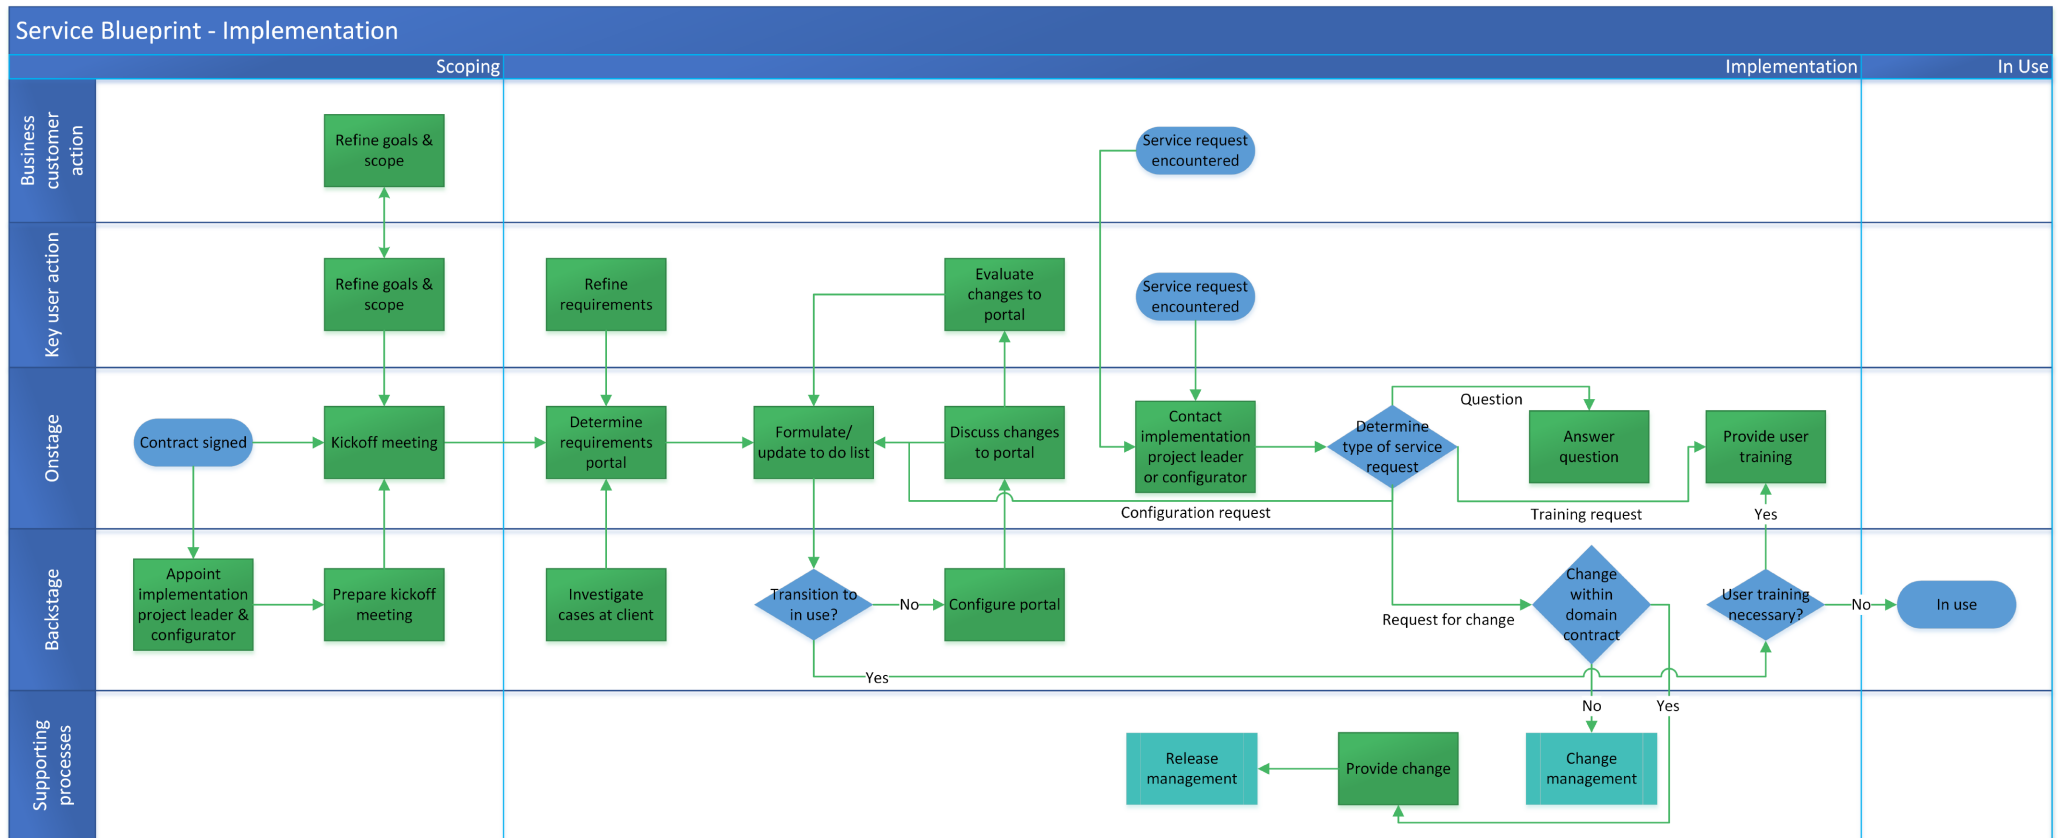 Service Blueprint - Implementation
Scoping
Implementation
In Use
Business
customer
action
Refine goals &
scope
Service request
encountered
Key user action
Refine goals &
scope
Refine
requirements
Evaluate
changes to
portal
Service request
encountered
Onstage
Contract signed
Kickoff meeting
Determine
requirements
portal
Formulate/
update to do list
Discuss changes
to portal
Contact
implementation
project leader
or configurator
Determine
type of service
request
Question
Answer
question
Provide user
training
Configuration request
Training request
Yes
Backstage
Appoint
implementation
project leader &
configurator
Prepare kickoff
meeting
Investigate
cases at client
Transition to
in use?
No
Configure portal
Request for change
Change
within
domain
contract
User training
necessary?
No
In use
Yes
No
Yes
Supporting
processes
Release
management
Provide change
Change
management